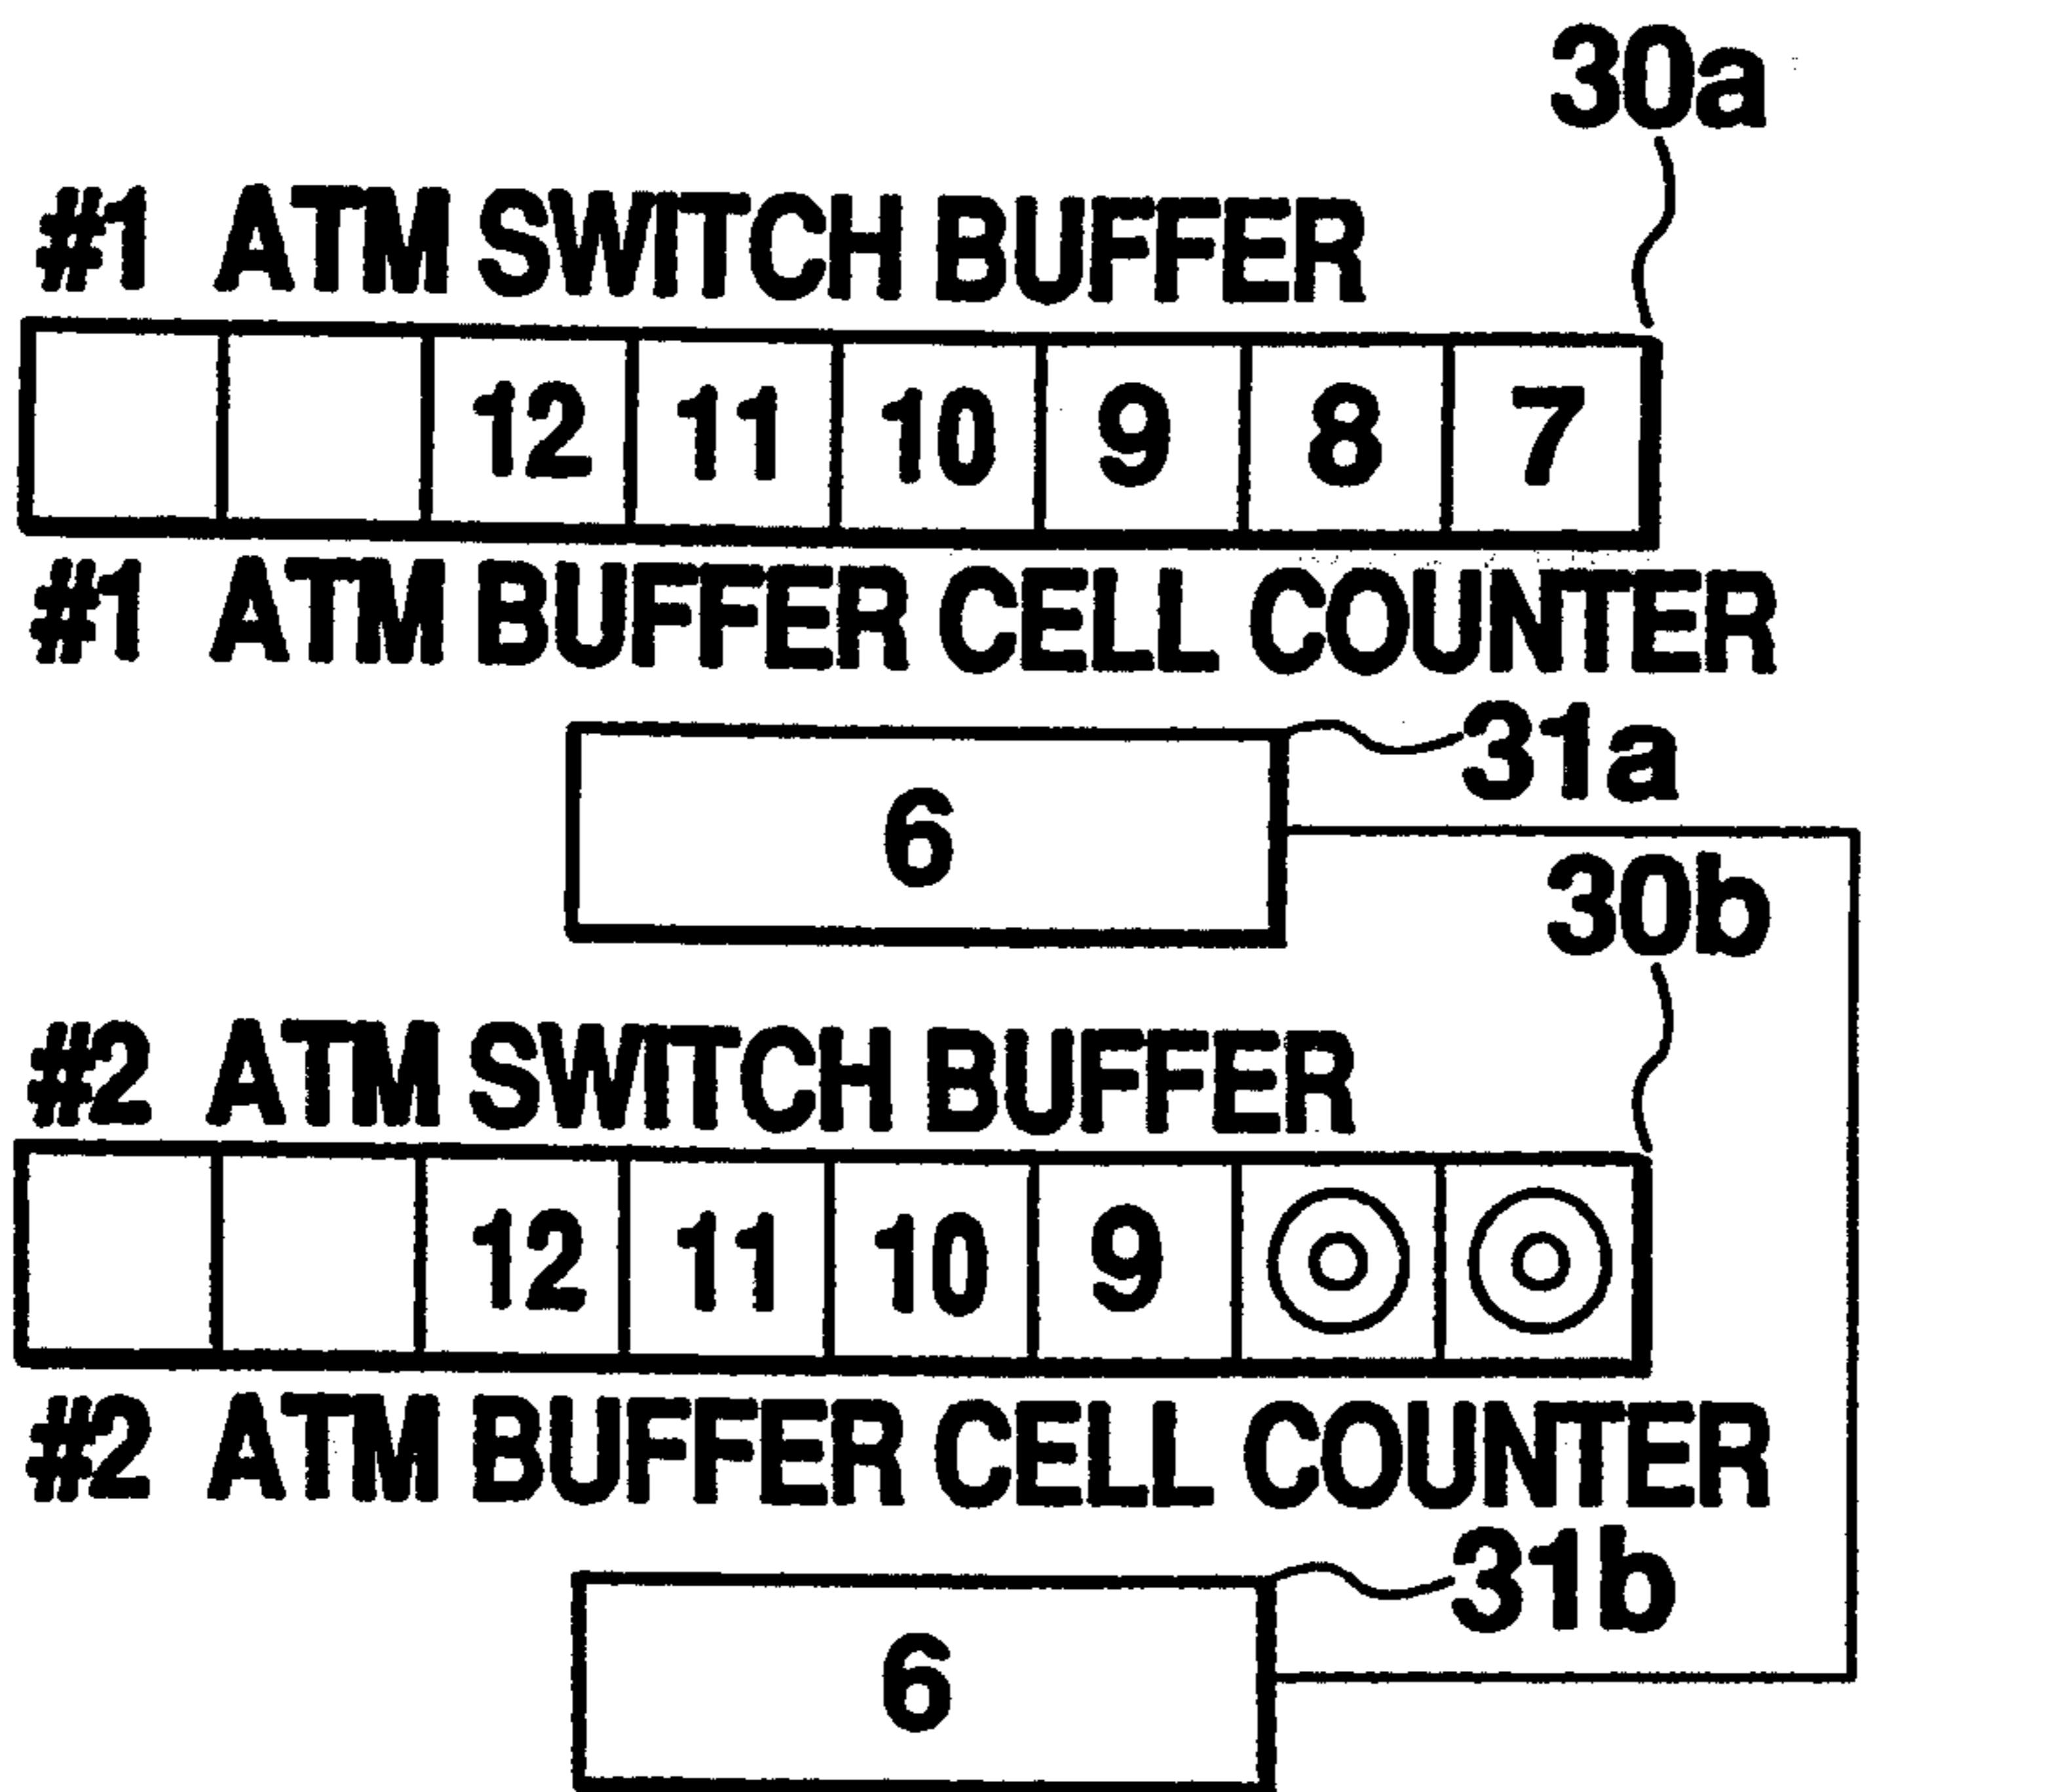 30a
#1 ATM SWITCH BUFFER
12 11 10 9 8 7
#1 ATM BUFFER CELL COUNTER
31a
6
30b
#2 ATM SWITCH BUFFER
12 11 10 9
#2 ATM BUFFER CELL COUNTER
31b
6